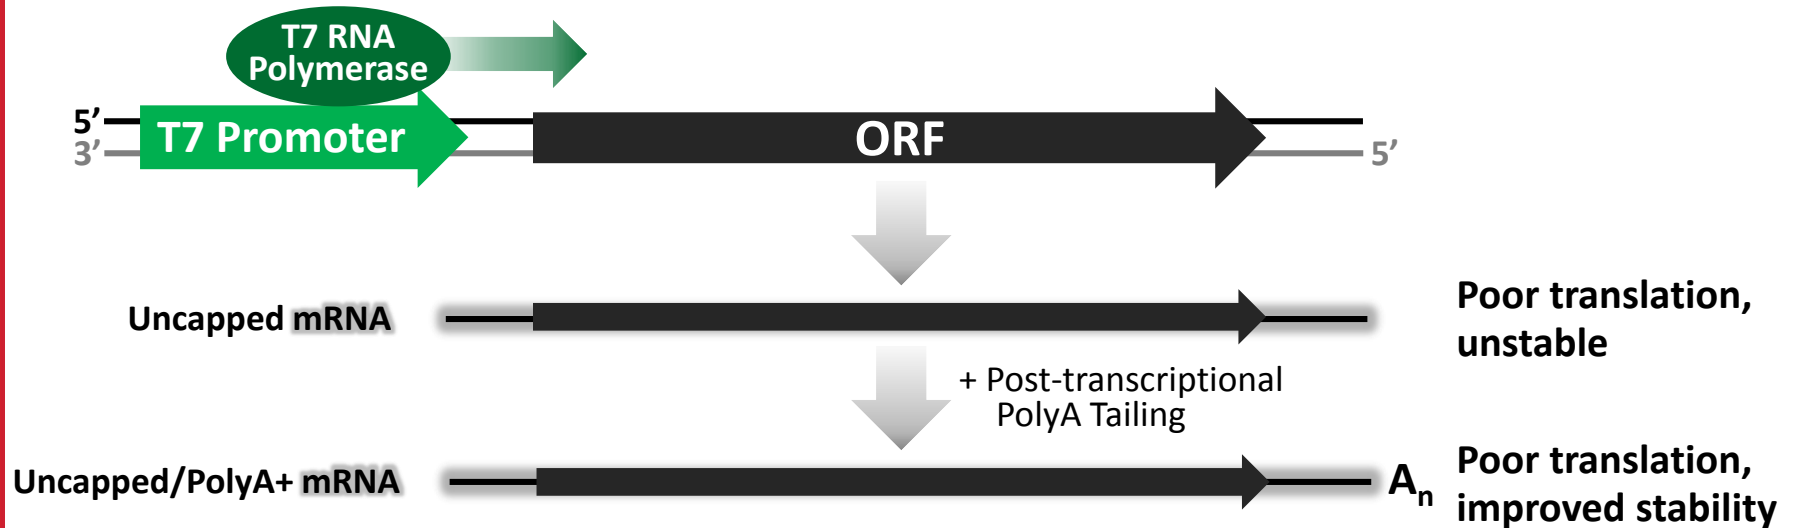 T7 RNA
Polymerase
5’
T7 Promoter
ORF
3’
5’
Uncapped mRNA
Poor translation,
unstable
+ Post-transcriptional
PolyA Tailing
Uncapped/PolyA+ mRNA
An
Poor translation,
improved stability